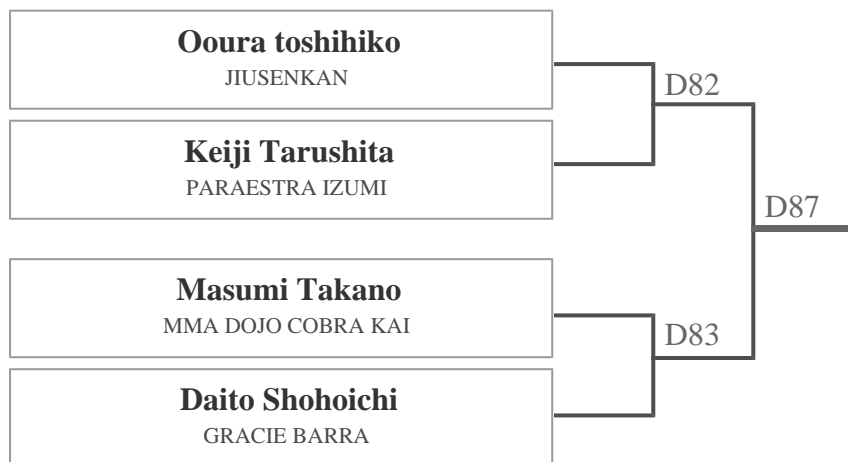 Ooura toshihiko
JIUSENKAN
D82
Keiji Tarushita
PARAESTRA IZUMI
D87
Masumi Takano
MMA DOJO COBRA KAI
D83
Daito Shohoichi
GRACIE BARRA